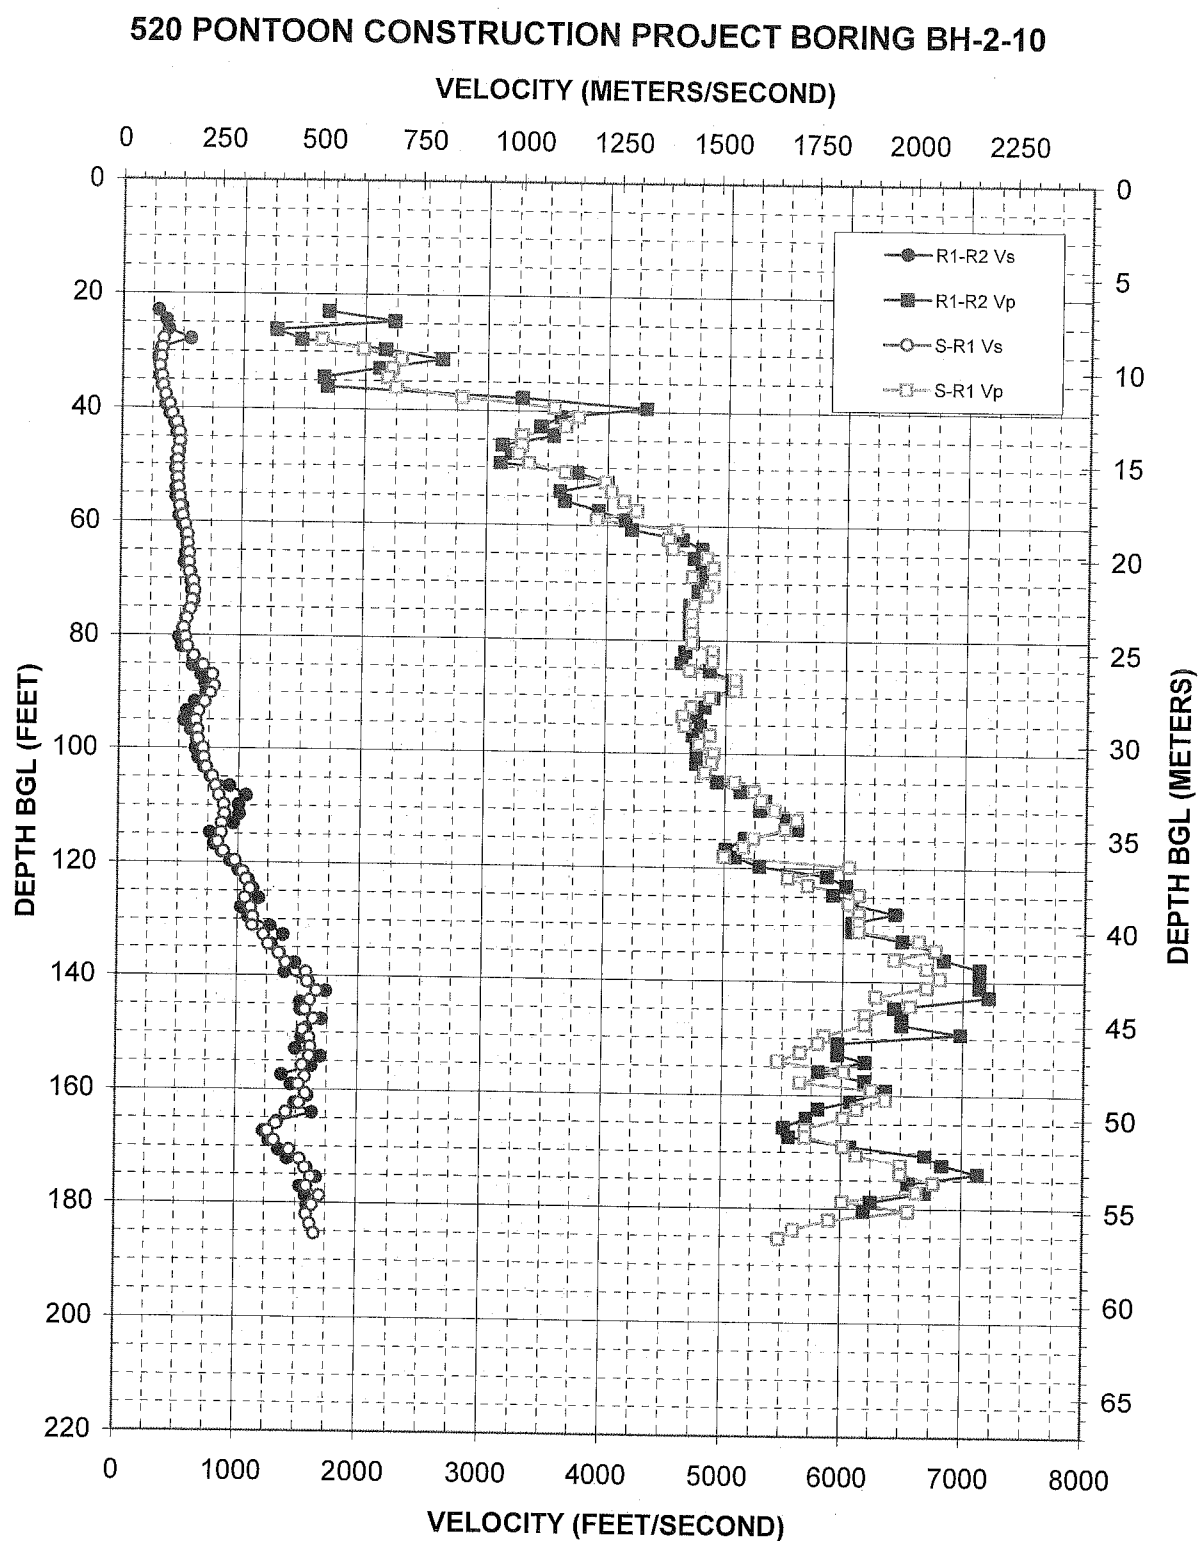 520 PONTOON CONSTRUCTION PROJECT BORING BH-2-10
VELOCITY (METERS/SECOND)
0 250 500 750 1000 1250 1500 1750 2000 2250
R1-R2 Vs
R1-R2 Vp
S-R1 Vs
S-R1 Vp
DEPTH BGL (FEET)
0
20
40
60
80
100
120
140
160
180
200
220
0
5
10
15
20
25
30
35
40
45
50
55
60
65
DEPTH BGL (METERS)
0 1000 2000 3000 4000 5000 6000 7000 8000
VELOCITY (FEET/SECOND)